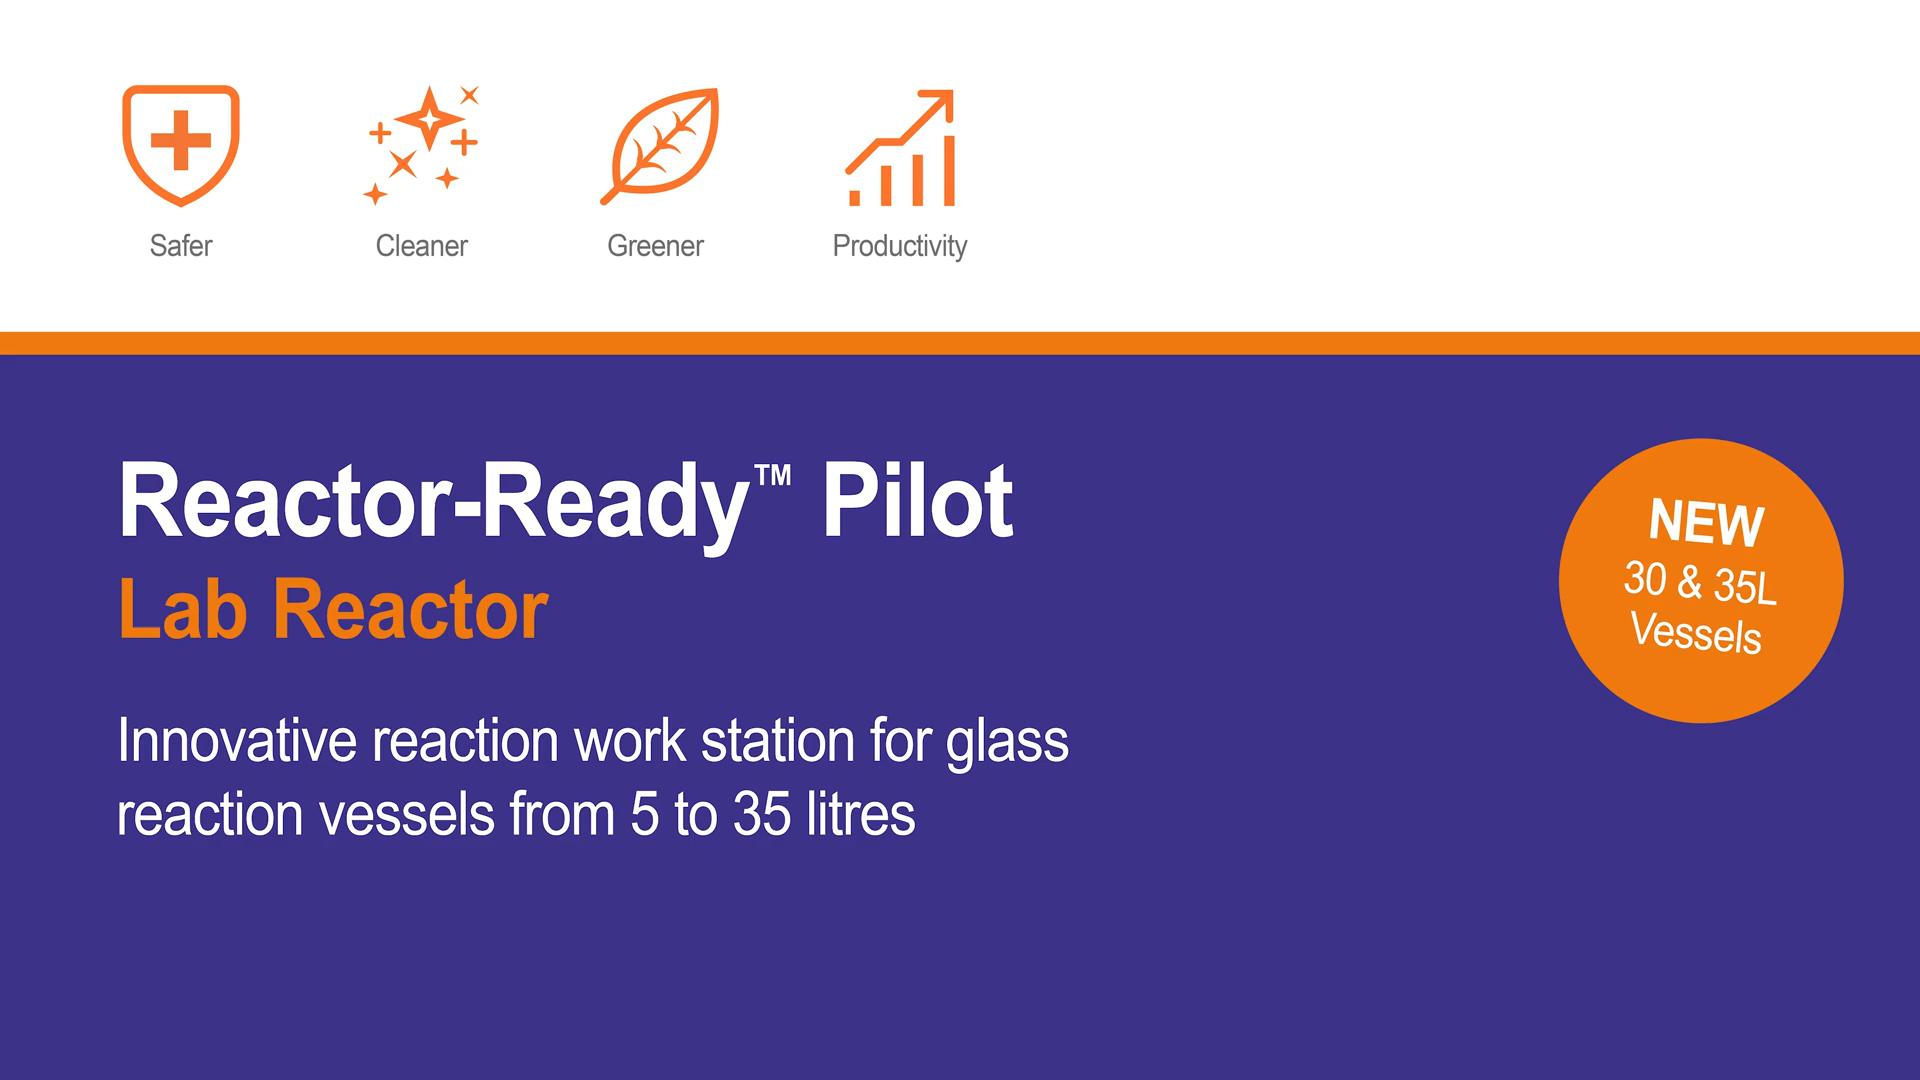 Safer
Cleaner
Greener
Productivity
Reactor-Ready™ Pilot
Lab Reactor
Innovative reaction work station for glass
reaction vessels from 5 to 35 litres
NEW
30 & 35L
Vessels